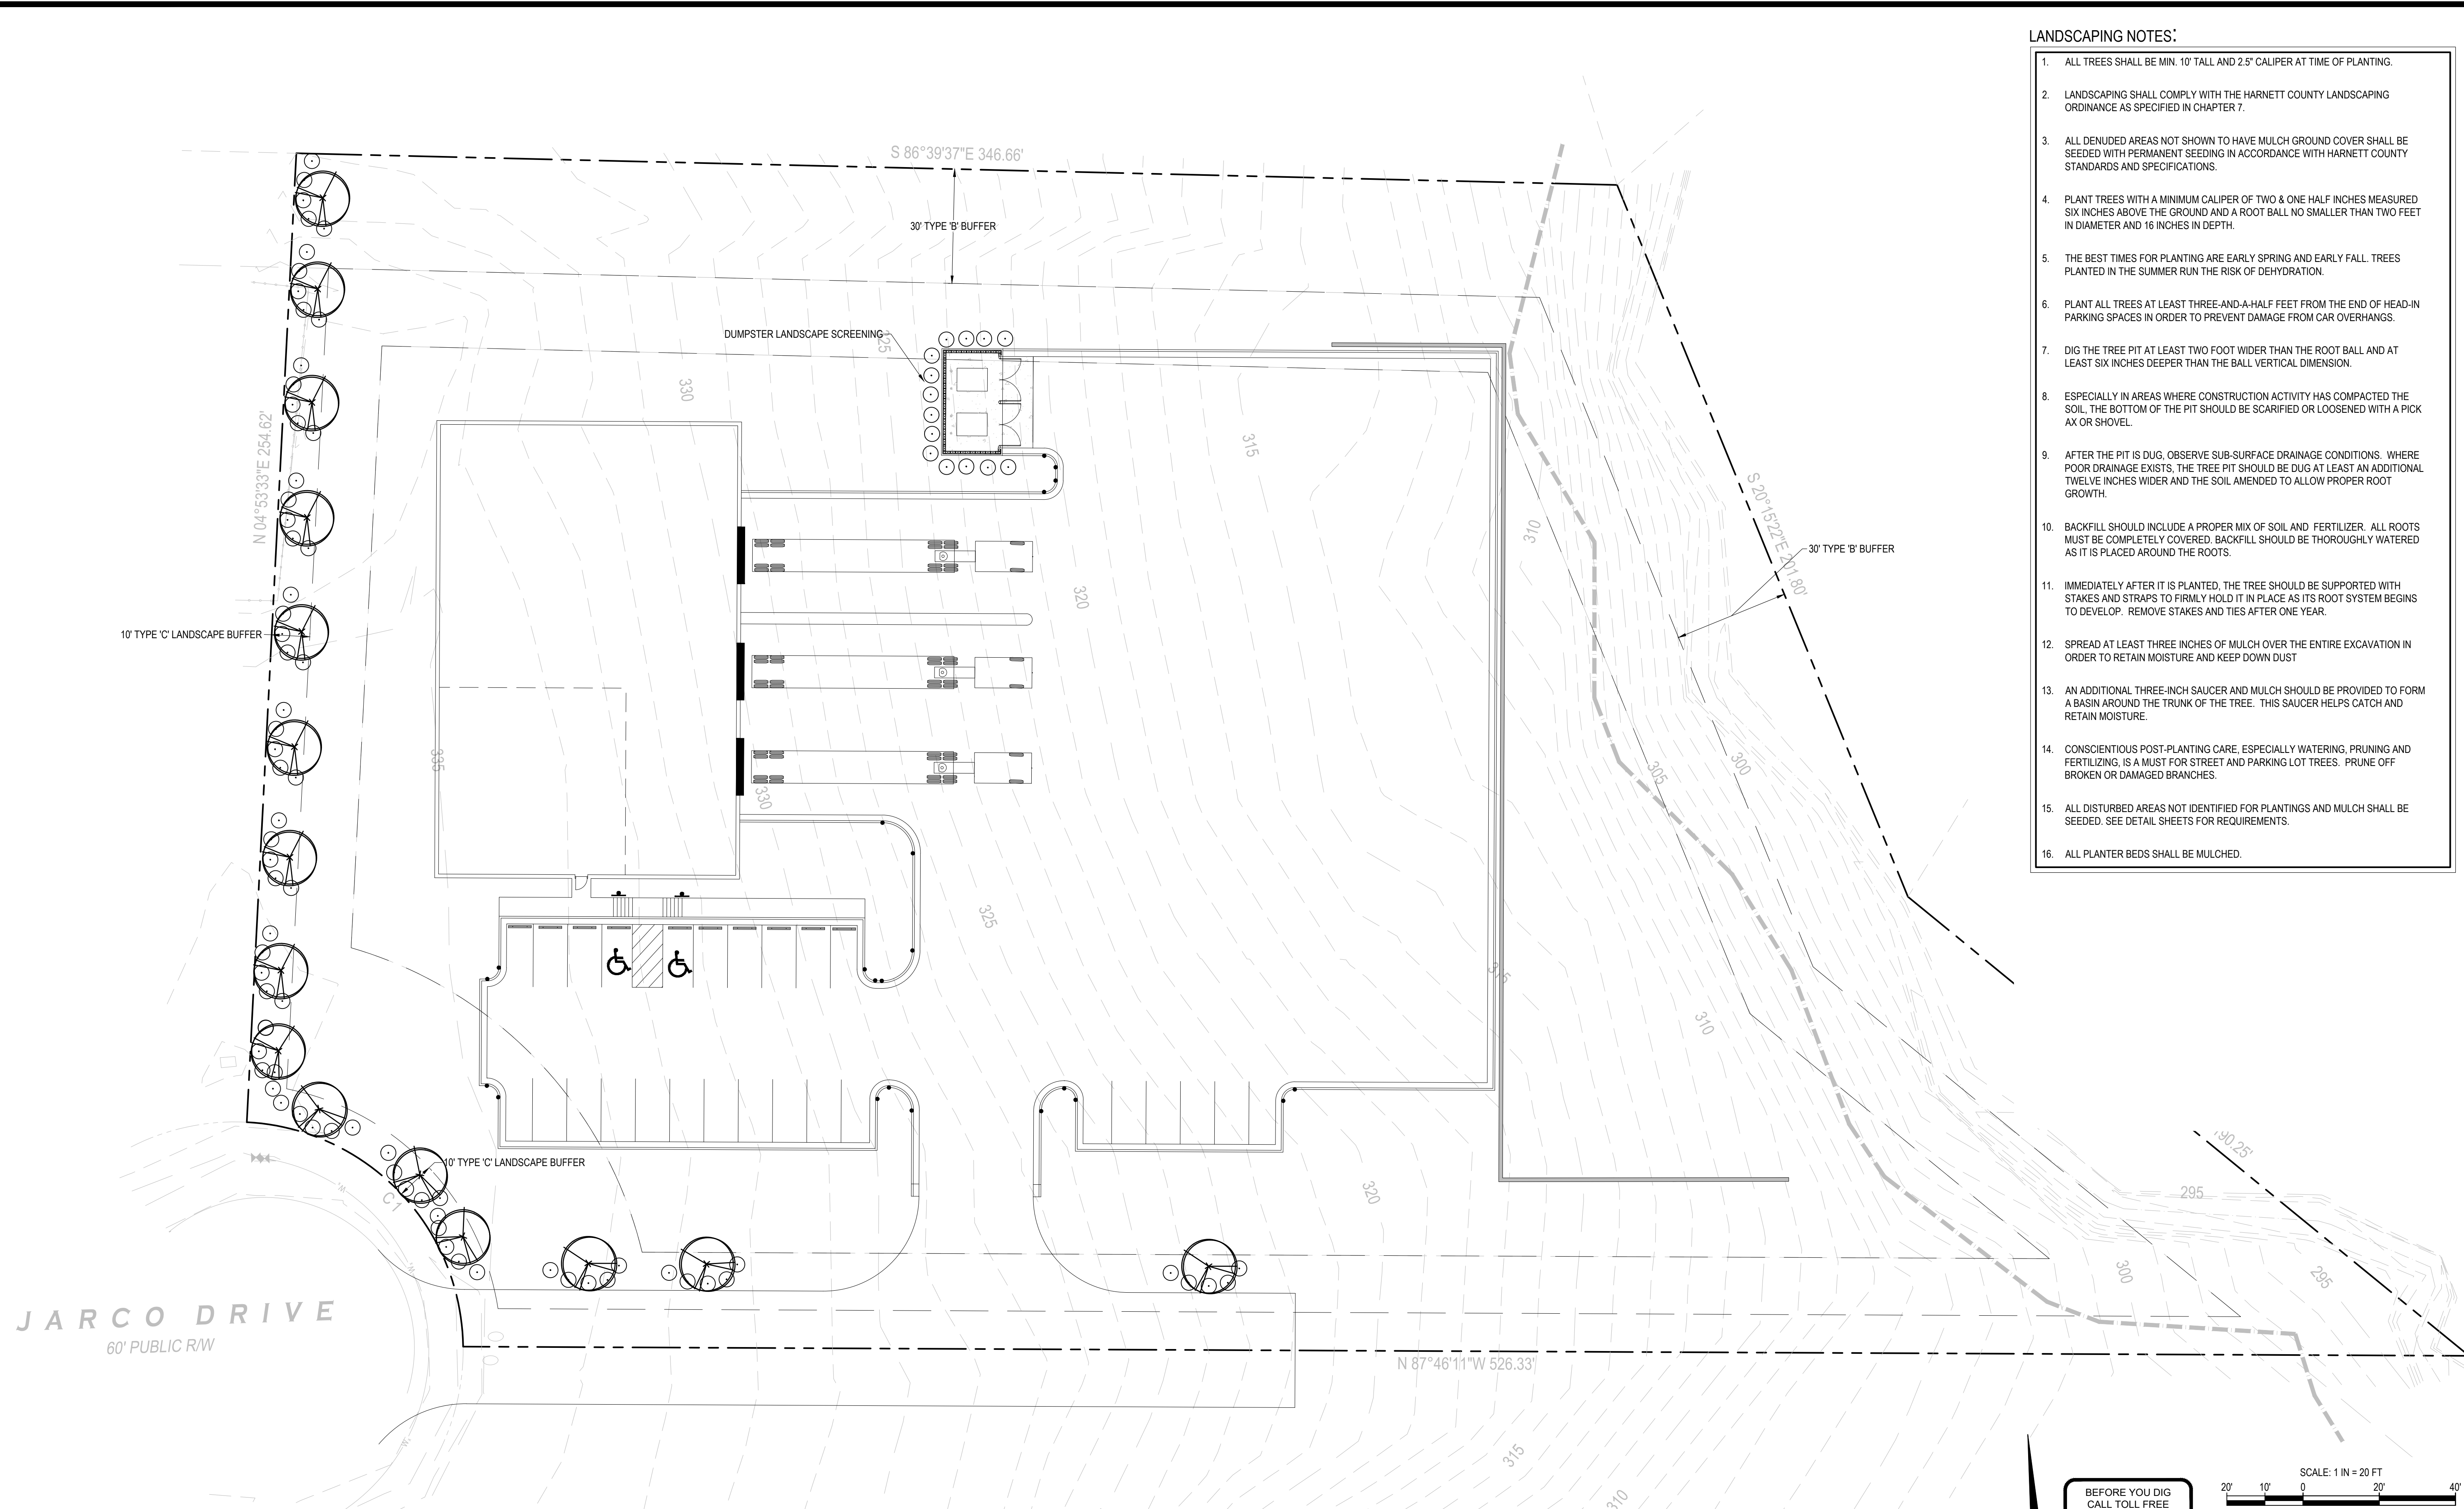 LANDSCAPING NOTES:
1. ALL TREES SHALL BE MIN. 10' TALL AND 2.5" CALIPER AT TIME OF PLANTING.
2. LANDSCAPING SHALL COMPLY WITH THE HARNETT COUNTY LANDSCAPING
ORDINANCE AS SPECIFIED IN CHAPTER 7.
3. ALL DENUDED AREAS NOT SHOWN TO HAVE MULCH GROUND COVER SHALL BE
SEEDED WITH PERMANENT SEEDING IN ACCORDANCE WITH HARNETT COUNTY
STANDARDS AND SPECIFICATIONS.
4. PLANT TREES WITH A MINIMUM CALIPER OF TWO & ONE HALF INCHES MEASURED
SIX INCHES ABOVE THE GROUND AND A ROOT BALL NO SMALLER THAN TWO FEET
IN DIAMETER AND 16 INCHES IN DEPTH.
5. THE BEST TIMES FOR PLANTING ARE EARLY SPRING AND EARLY FALL. TREES
PLANTED IN THE SUMMER RUN THE RISK OF DEHYDRATION.
6. PLANT ALL TREES AT LEAST THREE-AND-A-HALF FEET FROM THE END OF HEAD-IN
PARKING SPACES IN ORDER TO PREVENT DAMAGE FROM CAR OVERHANGS.
7. DIG THE TREE PIT AT LEAST TWO FOOT WIDER THAN THE ROOT BALL AND AT
LEAST SIX INCHES DEEPER THAN THE BALL VERTICAL DIMENSION.
8. ESPECIALLY IN AREAS WHERE CONSTRUCTION ACTIVITY HAS COMPACTED THE
SOIL, THE BOTTOM OF THE PIT SHOULD BE SCARIFIED OR LOOSENED WITH A PICK
AX OR SHOVEL.
9. AFTER THE PIT IS DUG, OBSERVE SUB-SURFACE DRAINAGE CONDITIONS. WHERE
POOR DRAINAGE EXISTS, THE TREE PIT SHOULD BE DUG AT LEAST AN ADDITIONAL
TWELVE INCHES WIDER AND THE SOIL AMENDED TO ALLOW PROPER ROOT
GROWTH.
10. BACKFILL SHOULD INCLUDE A PROPER MIX OF SOIL AND FERTILIZER. ALL ROOTS
MUST BE COMPLETELY COVERED. BACKFILL SHOULD BE THOROUGHLY WATERED
AS IT IS PLACED AROUND THE ROOTS.
11. IMMEDIATELY AFTER IT IS PLANTED, THE TREE SHOULD BE SUPPORTED WITH
STAKES AND STRAPS TO FIRMLY HOLD IT IN PLACE AS ITS ROOT SYSTEM BEGINS
TO DEVELOP. REMOVE STAKES AND TIES AFTER ONE YEAR.
12. SPREAD AT LEAST THREE INCHES OF MULCH OVER THE ENTIRE EXCAVATION IN
ORDER TO RETAIN MOISTURE AND KEEP DOWN DUST
13. AN ADDITIONAL THREE-INCH SAUCER AND MULCH SHOULD BE PROVIDED TO FORM
A BASIN AROUND THE TRUNK OF THE TREE. THIS SAUCER HELPS CATCH AND
RETAIN MOISTURE.
14. CONSCIENTIOUS POST-PLANTING CARE, ESPECIALLY WATERING, PRUNING AND
FERTILIZING, IS A MUST FOR STREET AND PARKING LOT TREES. PRUNE OFF
BROKEN OR DAMAGED BRANCHES.
15. ALL DISTURBED AREAS NOT IDENTIFIED FOR PLANTINGS AND MULCH SHALL BE
SEEDED. SEE DETAIL SHEETS FOR REQUIREMENTS.
16. ALL PLANTER BEDS SHALL BE MULCHED.
S 86°39'37"E 346.66'
30' TYPE 'B' BUFFER
DUMPSTER LANDSCAPE SCREENING
325
330
N 04°53'33"E 254.62'
315
310
S 20°15'22"E 201.80'
30' TYPE 'B' BUFFER
320
10' TYPE 'C' LANDSCAPE BUFFER
335
330
305
300
325
315
310
10' TYPE 'C' LANDSCAPE BUFFER
C1
W
W
W
320
295
300
295
JARCO DRIVE
60' PUBLIC R/W
N 87°46'11"W 526.33'
315
310
SCALE: 1 IN = 20 FT
20' 10' 0 20' 40'
BEFORE YOU DIG
CALL TOLL FREE